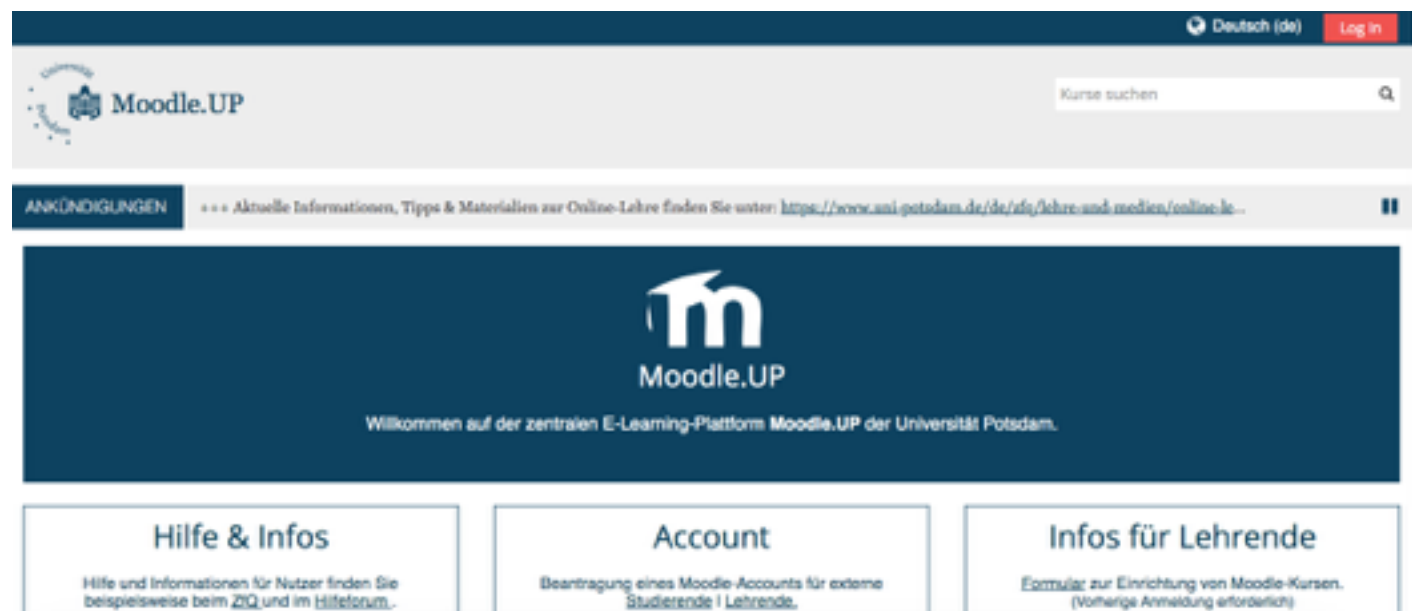 Deutsch (de)
Log in
Universität
Potsdam
Moodle.UP
Kurse suchen
ANKÜNDIGUNGEN
+++ Aktuelle Informationen, Tipps & Materialien zur Online-Lehre finden Sie unter: https://www.uni-potsdam.de/de/zfq/lehre-und-medien/online-le...
Moodle.UP
Willkommen auf der zentralen E-Learning-Plattform Moodle.UP der Universität Potsdam.
Hilfe & Infos
Hilfe und Informationen für Nutzer finden Sie
beispielsweise beim ZfQ und im Hilfeforum.
Account
Beantragung eines Moodle-Accounts für externe
Studierende | Lehrende.
Infos für Lehrende
Formular zur Einrichtung von Moodle-Kursen.
(Vorherige Anmeldung erforderlich)